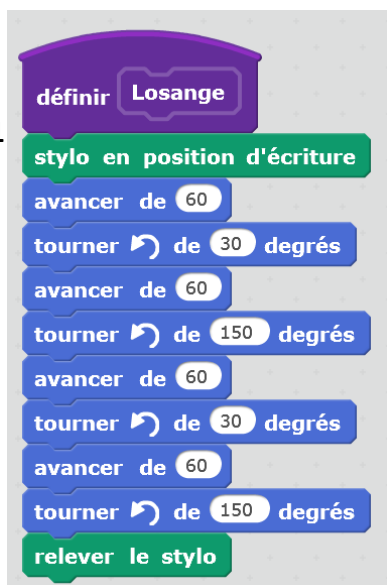 définir Losange
stylo en position d'écriture
avancer de 60
tourner de 30 degrés
avancer de 60
tourner de 150 degrés
avancer de 60
tourner de 30 degrés
avancer de 60
tourner de 150 degrés
relever le stylo